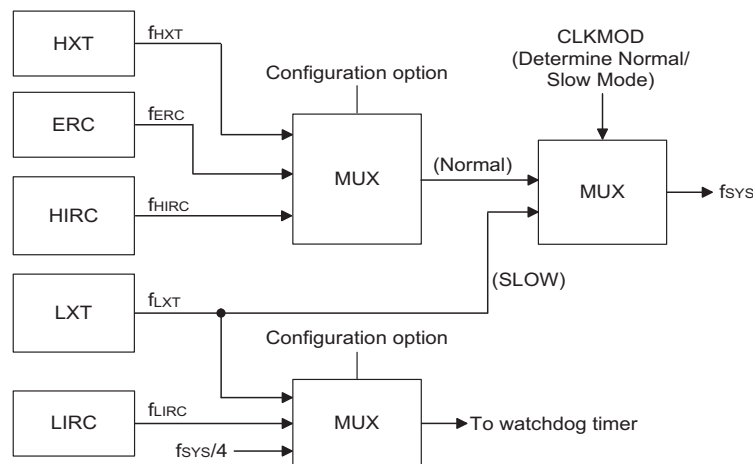 HXT
fHXT
CLKMOD
(Determine Normal/
Slow Mode)
Configuration option
ERC
fERC
MUX
(Normal)
MUX
fSYS
HIRC
fHIRC
(SLOW)
LXT
fLXT
Configuration option
LIRC
fLIRC
MUX
To watchdog timer
fSYS/4